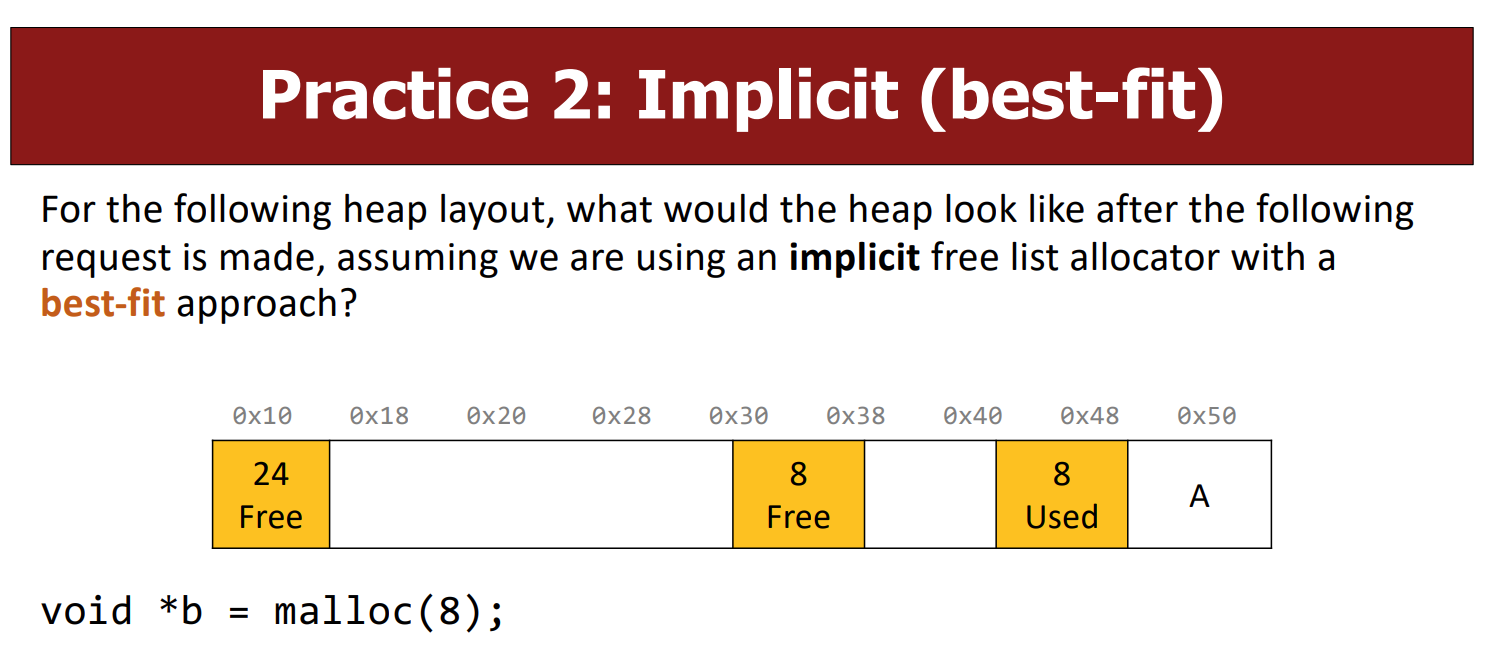 Practice 2: Implicit (best-fit)
For the following heap layout, what would the heap look like after the following
request is made, assuming we are using an implicit free list allocator with a
best-fit approach?
0x10 0x18 0x20 0x28 0x30 0x38 0x40 0x48 0x50
24
Free
8
Free
8
Used
A
void *b = malloc(8);